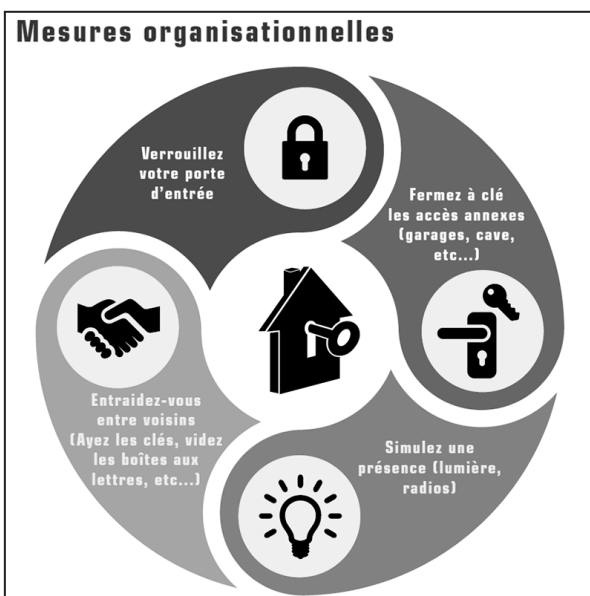 Mesures organisationnelles
Verrouillez
votre porte
d'entrée
Fermez à clé
les accès annexes
(garages, cave,
etc...)
Simulez une
présence (lumière,
radios)
Entraidez-vous
entre voisins
(Ayez les clés, videz
les boîtes aux
lettres, etc...)